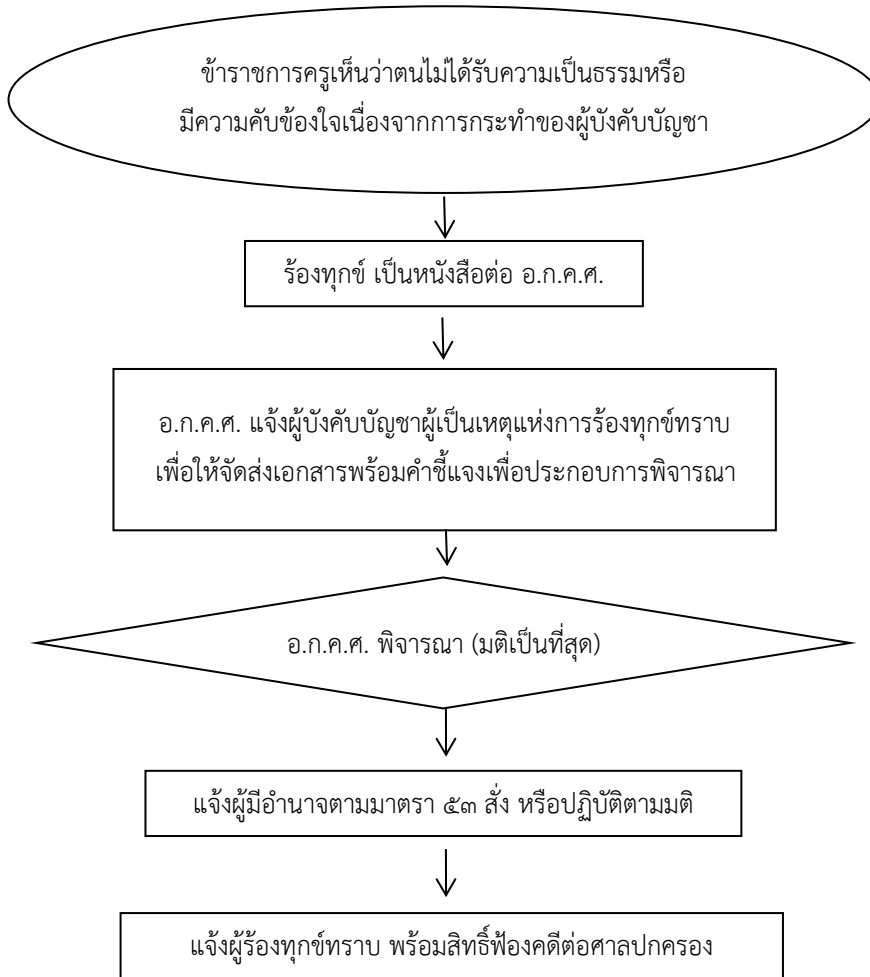 ข้าราชการครูเห็นว่าตนไม่ได้รับความเป็นธรรมหรือ
มีความคับข้องใจเนื่องจากการกระทำของผู้บังคับบัญชา
ร้องทุกข์ เป็นหนังสือต่อ อ.ก.ค.ศ.
อ.ก.ค.ศ. แจ้งผู้บังคับบัญชาผู้เป็นเหตุแห่งการร้องทุกข์ทราบ
เพื่อให้จัดส่งเอกสารพร้อมคำชี้แจงเพื่อประกอบการพิจารณา
อ.ก.ค.ศ. พิจารณา (มติเป็นที่สุด)
แจ้งผู้มีอำนาจตามมาตรา ๕๓ สั่ง หรือปฏิบัติตามมติ
แจ้งผู้ร้องทุกข์ทราบ พร้อมสิทธิ์ฟ้องคดีต่อศาลปกครอง